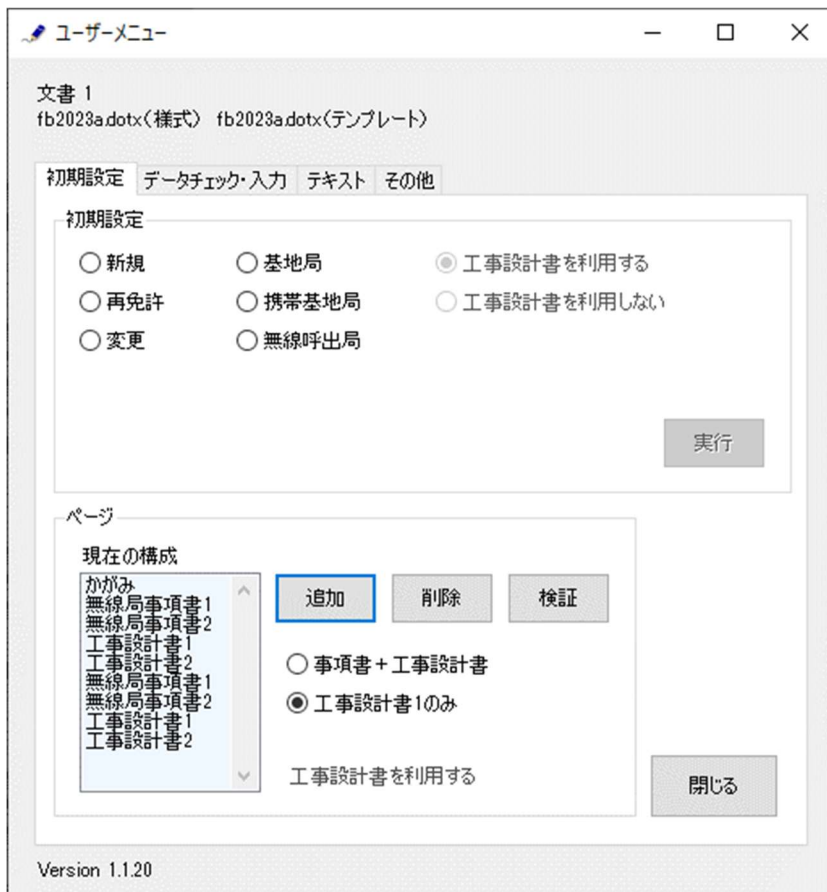 ユーザーメニュー
文書 1
fb2023a.dotx(様式) fb2023a.dotx(テンプレート)
初期設定 データチェック・入力 テキスト その他
初期設定
新規 基地局 工事設計書を利用する
再免許 携帯基地局 工事設計書を利用しない
変更 無線呼出局
実行
ページ
現在の構成
かがみ
無線局事項書1
無線局事項書2
工事設計書1
工事設計書2
無線局事項書1
無線局事項書2
工事設計書1
工事設計書2
追加 削除 検証
事項書+工事設計書
工事設計書1のみ
工事設計書を利用する
閉じる
Version 1.1.20